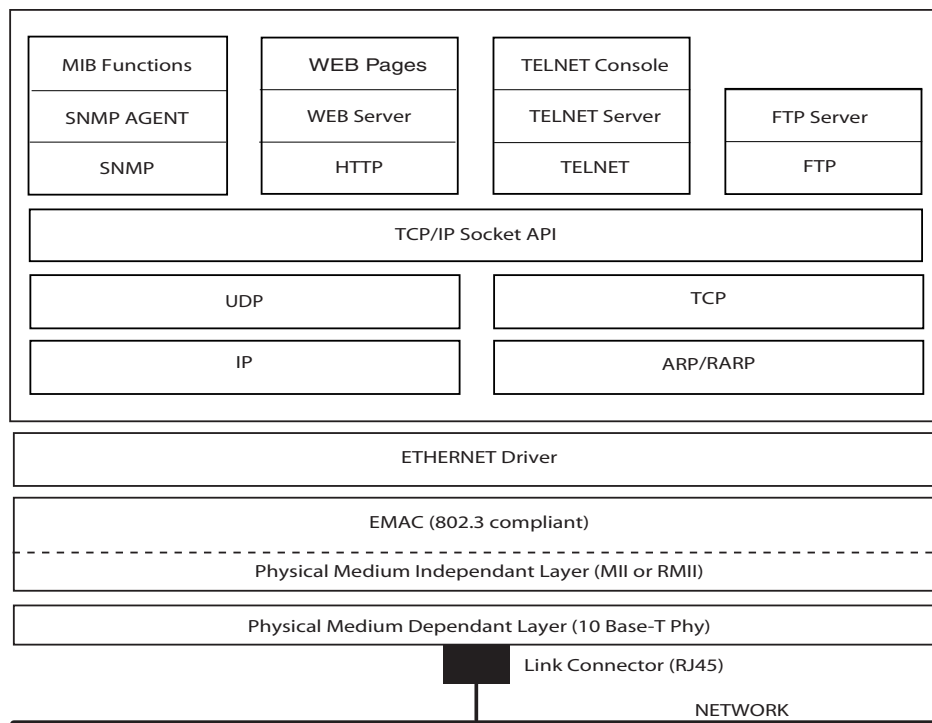 MIB Functions
SNMP AGENT
SNMP
WEB Pages
WEB Server
HTTP
TELNET Console
TELNET Server
TELNET
FTP Server
FTP
TCP/IP Socket API
UDP
TCP
IP
ARP/RARP
ETHERNET Driver
EMAC (802.3 compliant)
Physical Medium Independant Layer (MII or RMII)
Physical Medium Dependant Layer (10 Base-T Phy)
Link Connector (RJ45)
NETWORK